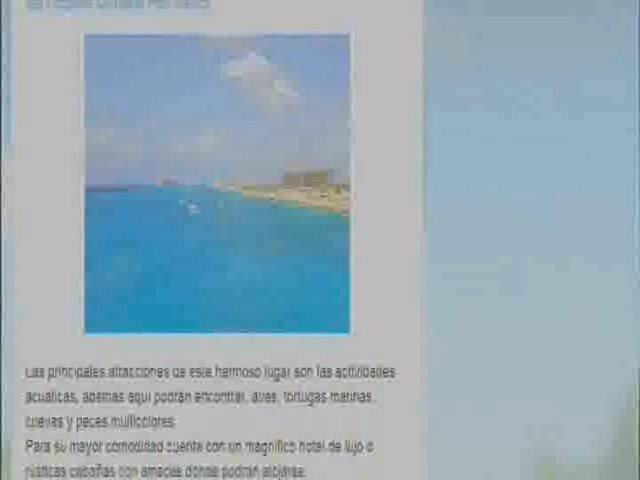 Las principales atracciones de este hermoso lugar son las actividades
acuaticas, ademas aqui podran encontrar, aves, tortugas marinas,
cuevas y peces multicolores.
Para su mayor comodidad cuenta con un magnifico hotel de lujo o
rusticas cabañas con amacas donde podran alojarse.